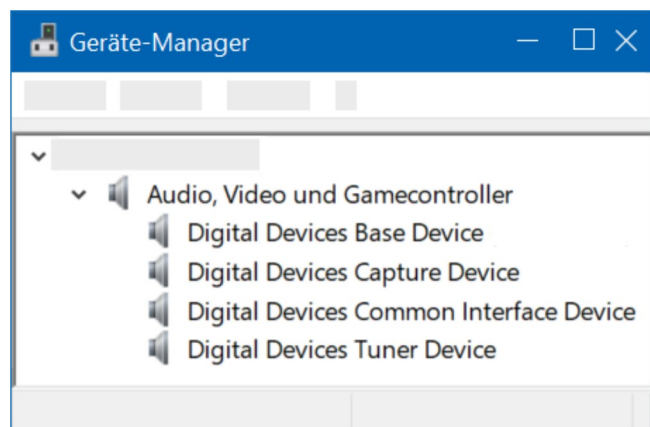 Geräte-Manager
Audio, Video und Gamecontroller
Digital Devices Base Device
Digital Devices Capture Device
Digital Devices Common Interface Device
Digital Devices Tuner Device